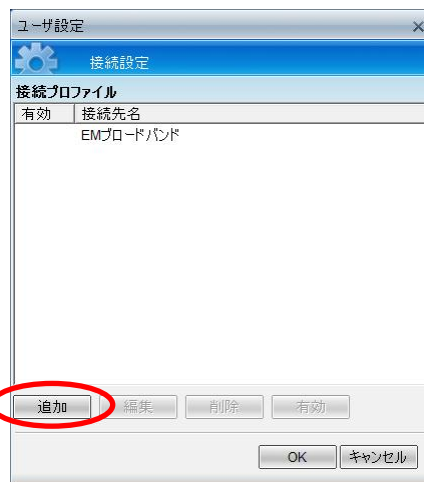 ユーザ設定
接続設定
接続プロファイル
有効 接続先名
EMブロードバンド
追加 編集 削除 有効
OK キャンセル